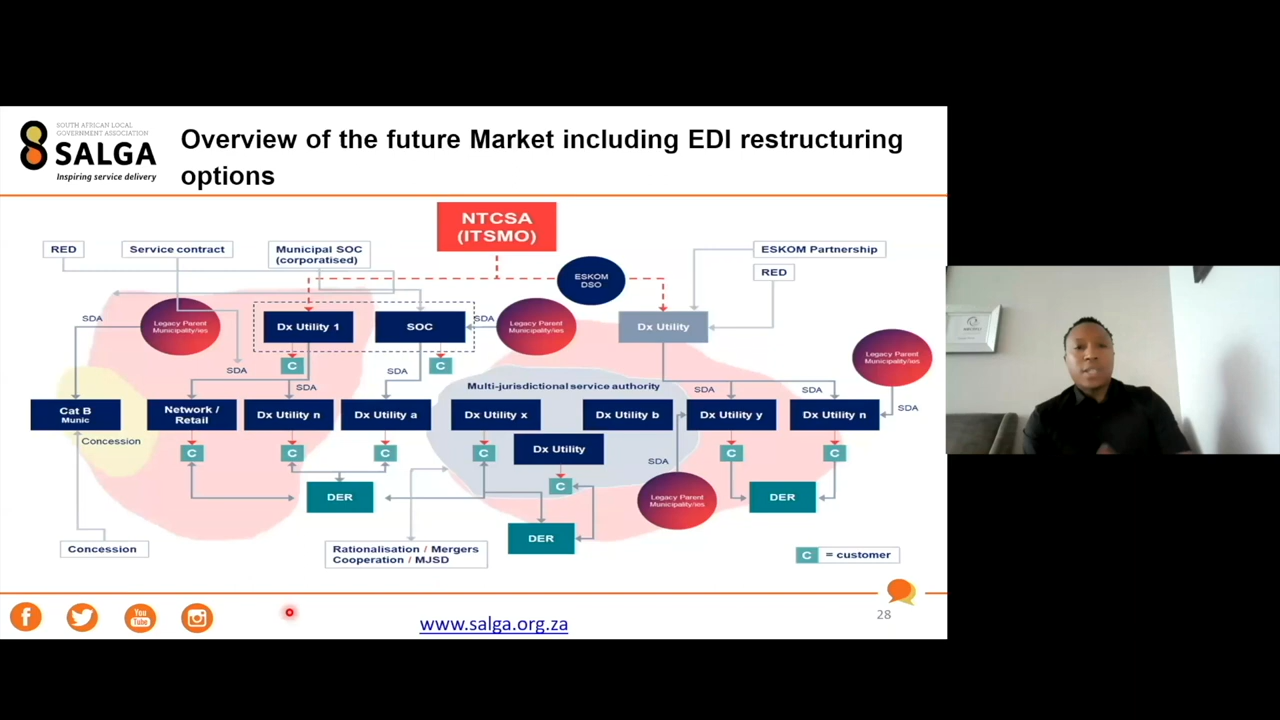 SOUTH AFRICAN LOCAL
GOVERNMENT ASSOCIATION
SALGA
Inspiring service delivery
Overview of the future Market including EDI restructuring
options
NTCSA
(ITSMO)
RED
Service contract
Municipal SOC
(corporatised)
ESKOM Partnership
RED
ESKOM
DSO
SDA
Legacy Parent
Municipality/ies
Dx Utility 1
SOC
SDA
Legacy Parent
Municipality/ies
Dx Utility
Legacy Parent
Municipality/ies
C
C
SDA
SDA
SDA
Multi-jurisdictional service authority
SDA
SDA
SDA
Cat B
Munic
Network /
Retail
Dx Utility n
Dx Utility a
Dx Utility x
Dx Utility b
Dx Utility y
Dx Utility n
Concession
C
C
C
C
Dx Utility
C
C
SDA
C
DER
Legacy Parent
Municipality/ies
DER
DER
Concession
Rationalisation / Mergers
Cooperation / MJSD
C = customer
f
You
Tube
www.salga.org.za
28